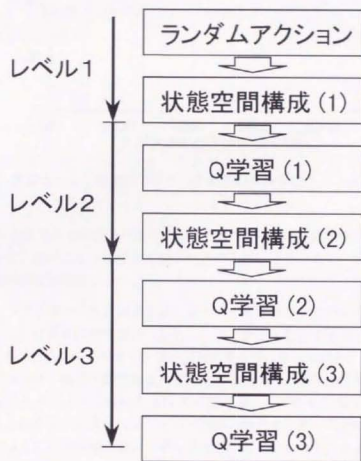 ランダムアクション
レベル1
状態空間構成 (1)
Q学習 (1)
レベル2
状態空間構成 (2)
Q学習 (2)
レベル3
状態空間構成 (3)
Q学習 (3)